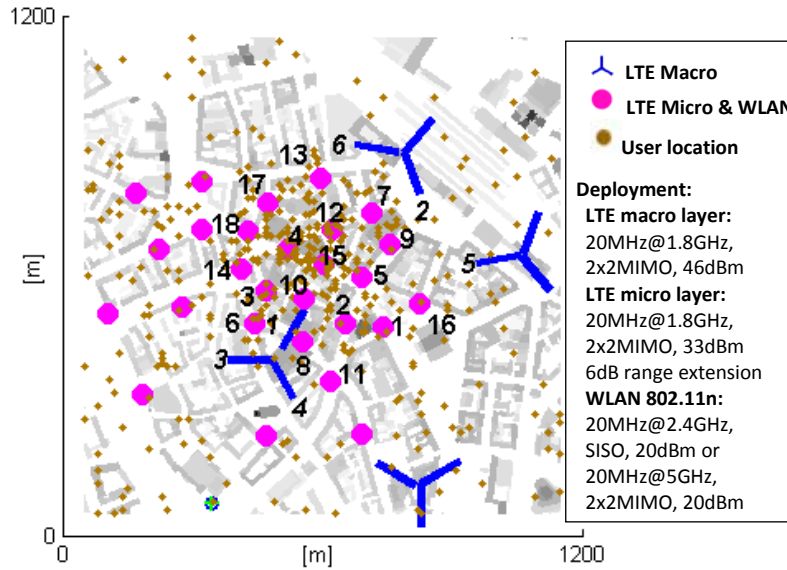 1200
[m]
0
0
[m]
1200
13
6
17
2
7
18
12
4
9
14
15
5
5
3
10
6
1
2
1
16
3
8
4
11
LTE Macro
LTE Micro & WLAN
User location
Deployment:
LTE macro layer:
20MHz@1.8GHz,
2x2MIMO, 46dBm
LTE micro layer:
20MHz@1.8GHz,
2x2MIMO, 33dBm
6dB range extension
WLAN 802.11n:
20MHz@2.4GHz,
SISO, 20dBm or
20MHz@5GHz,
2x2MIMO, 20dBm